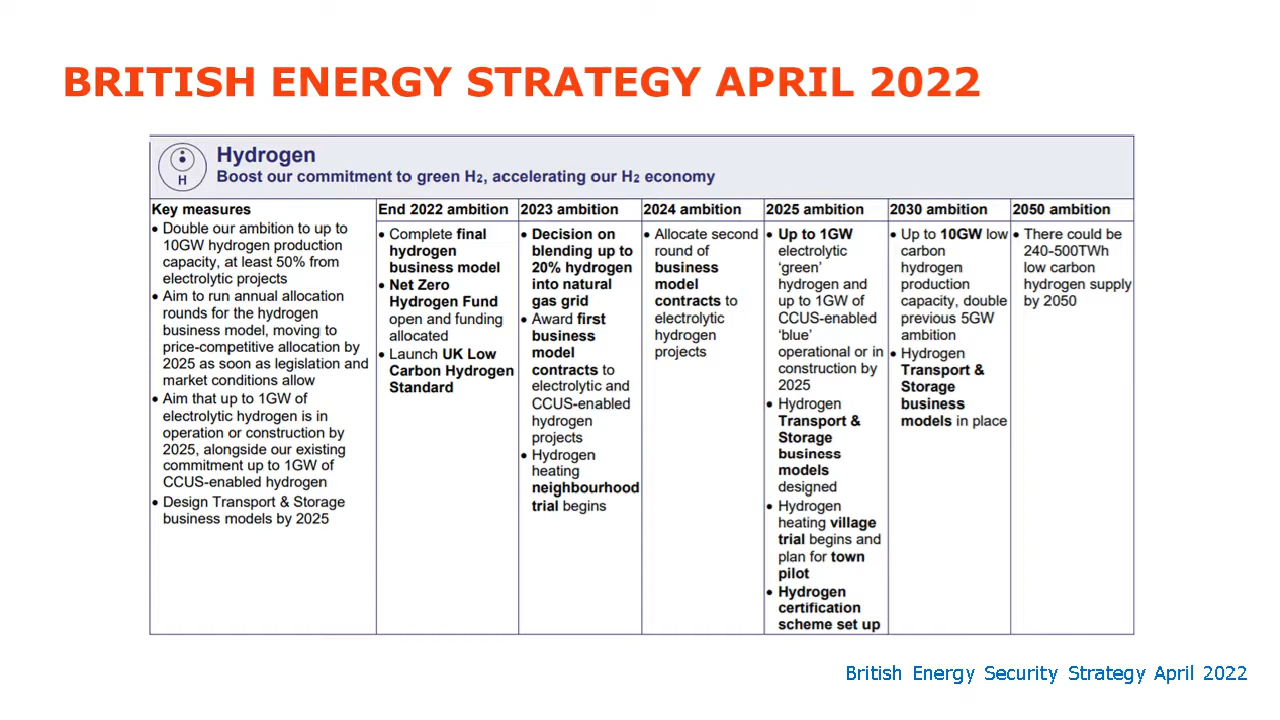 BRITISH ENERGY STRATEGY APRIL 2022
H
Hydrogen
Boost our commitment to green H2, accelerating our H2 economy
Key measures
• Double our ambition to up to
10GW hydrogen production
capacity, at least 50% from
electrolytic projects
• Aim to run annual allocation
rounds for the hydrogen
business model, moving to
price-competitive allocation by
2025 as soon as legislation and
market conditions allow
• Aim that up to 1GW of
electrolytic hydrogen is in
operation or construction by
2025, alongside our existing
commitment up to 1GW of
CCUS-enabled hydrogen
• Design Transport & Storage
business models by 2025
End 2022 ambition
• Complete final
hydrogen
business model
• Net Zero
Hydrogen Fund
open and funding
allocated
• Launch UK Low
Carbon Hydrogen
Standard
2023 ambition
• Decision on
blending up to
20% hydrogen
into natural
gas grid
• Award first
business
model
contracts to
electrolytic and
CCUS-enabled
hydrogen
projects
• Hydrogen
heating
neighbourhood
trial begins
2024 ambition
• Allocate second
round of
business
model
contracts to
electrolytic
hydrogen
projects
2025 ambition
• Up to 1GW
electrolytic
‘green’
hydrogen and
up to 1GW of
CCUS-enabled
‘blue’
operational or in
construction by
2025
• Hydrogen
Transport &
Storage
business
models
designed
• Hydrogen
heating village
trial begins and
plan for town
pilot
• Hydrogen
certification
scheme set up
2030 ambition
• Up to 10GW low
carbon
hydrogen
production
capacity, double
previous 5GW
ambition
• Hydrogen
Transport &
Storage
business
models in place
2050 ambition
• There could be
240-500TWh
low carbon
hydrogen supply
by 2050
British Energy Security Strategy April 2022